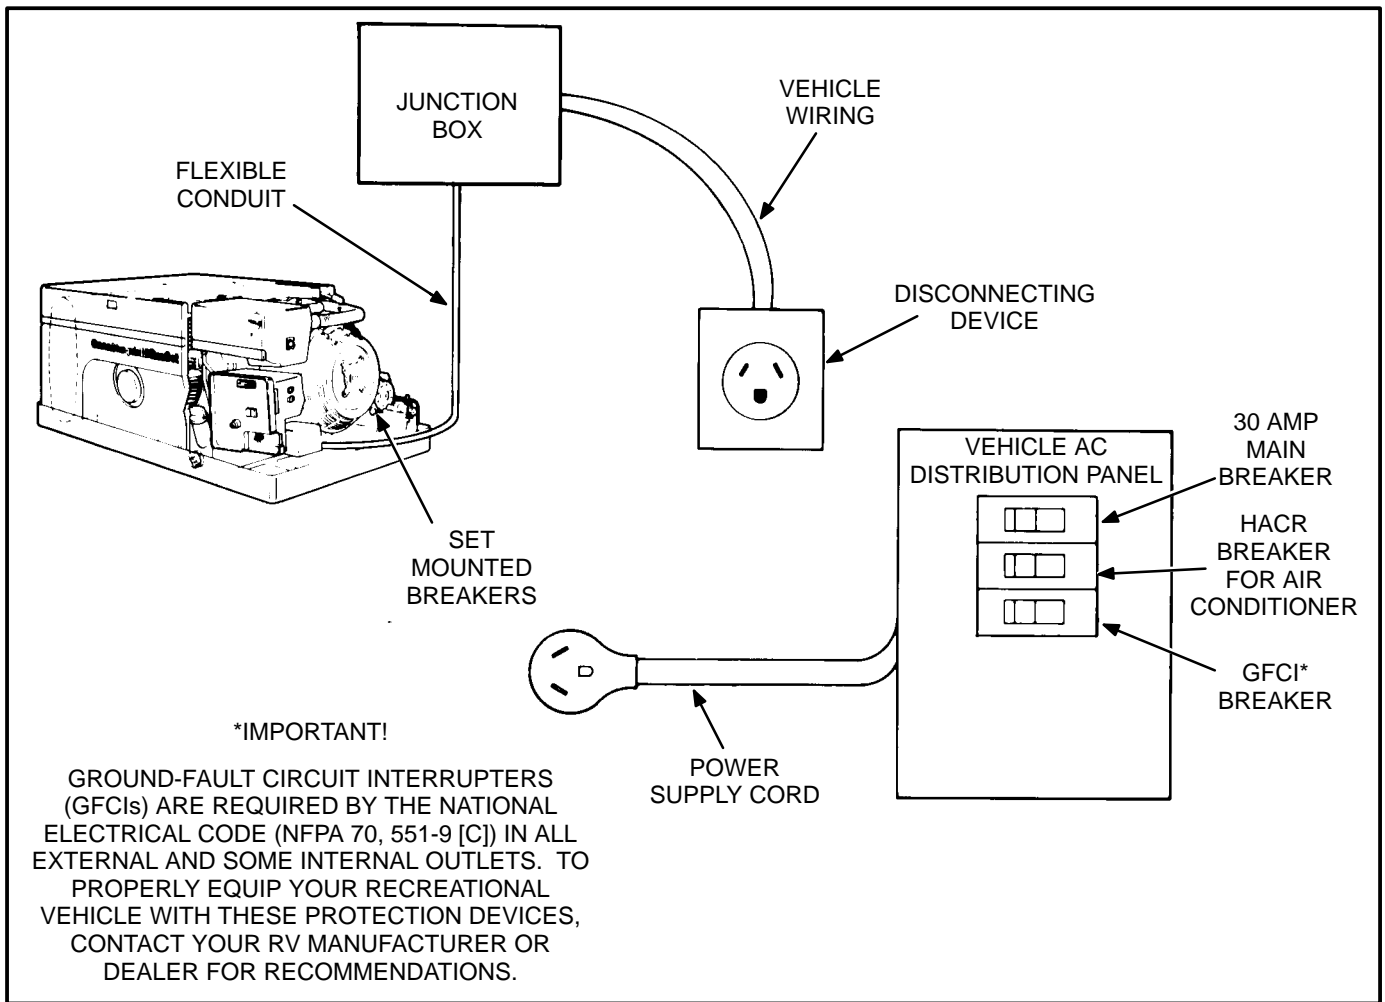 JUNCTION
BOX
VEHICLE
WIRING
FLEXIBLE
CONDUIT
DISCONNECTING
DEVICE
VEHICLE AC
DISTRIBUTION PANEL
30 AMP
MAIN
BREAKER
HACR
BREAKER
FOR AIR
CONDITIONER
GFCI*
BREAKER
SET
MOUNTED
BREAKERS
POWER
SUPPLY CORD
*IMPORTANT!
GROUND-FAULT CIRCUIT INTERRUPTERS
(GFCIs) ARE REQUIRED BY THE NATIONAL
ELECTRICAL CODE (NFPA 70, 551-9 [C]) IN ALL
EXTERNAL AND SOME INTERNAL OUTLETS. TO
PROPERLY EQUIP YOUR RECREATIONAL
VEHICLE WITH THESE PROTECTION DEVICES,
CONTACT YOUR RV MANUFACTURER OR
DEALER FOR RECOMMENDATIONS.